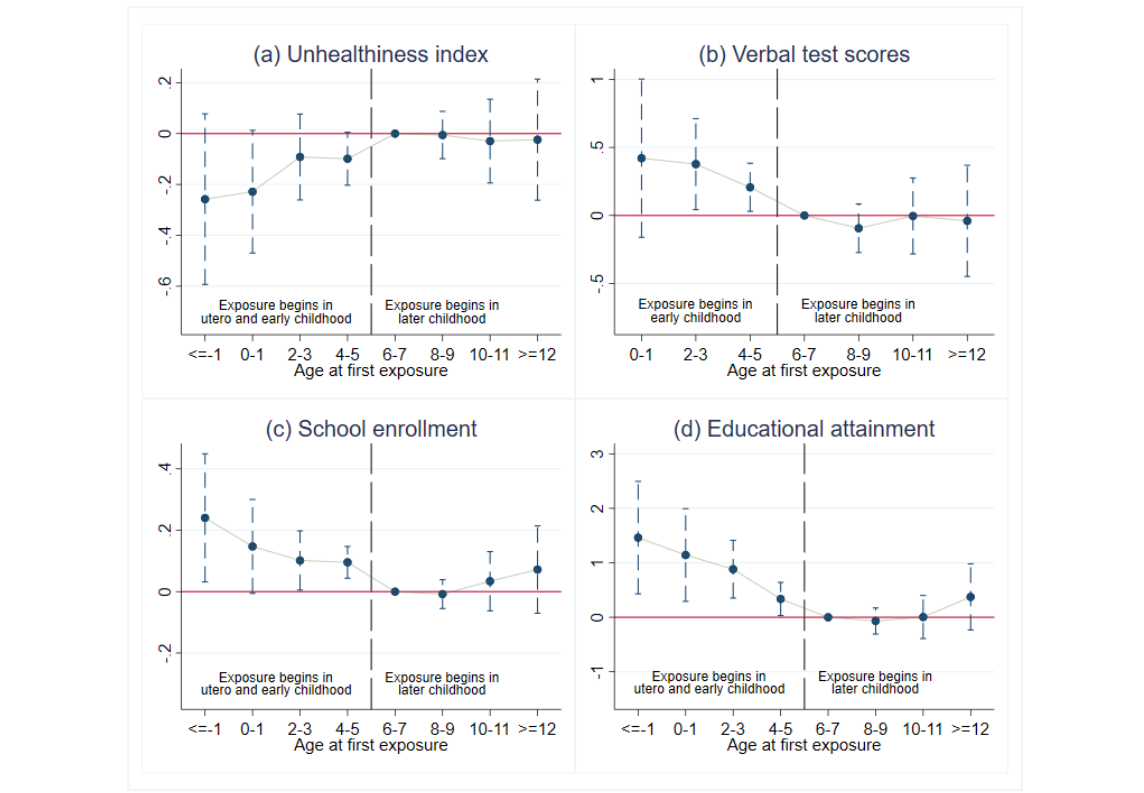 (a) Unhealthiness index
.2
0
-.2
-.4
-.6
Exposure begins in
utero and early childhood
Exposure begins in
later childhood
<=-1 0-1 2-3 4-5 6-7 8-9 10-11 >=12
Age at first exposure
(b) Verbal test scores
1
.5
0
-.5
Exposure begins in
early childhood
Exposure begins in
later childhood
0-1 2-3 4-5 6-7 8-9 10-11 >=12
Age at first exposure
(c) School enrollment
.4
.2
0
-.2
Exposure begins in
utero and early childhood
Exposure begins in
later childhood
<=-1 0-1 2-3 4-5 6-7 8-9 10-11 >=12
Age at first exposure
(d) Educational attainment
3
2
1
0
-1
Exposure begins in
utero and early childhood
Exposure begins in
later childhood
<=-1 0-1 2-3 4-5 6-7 8-9 10-11 >=12
Age at first exposure